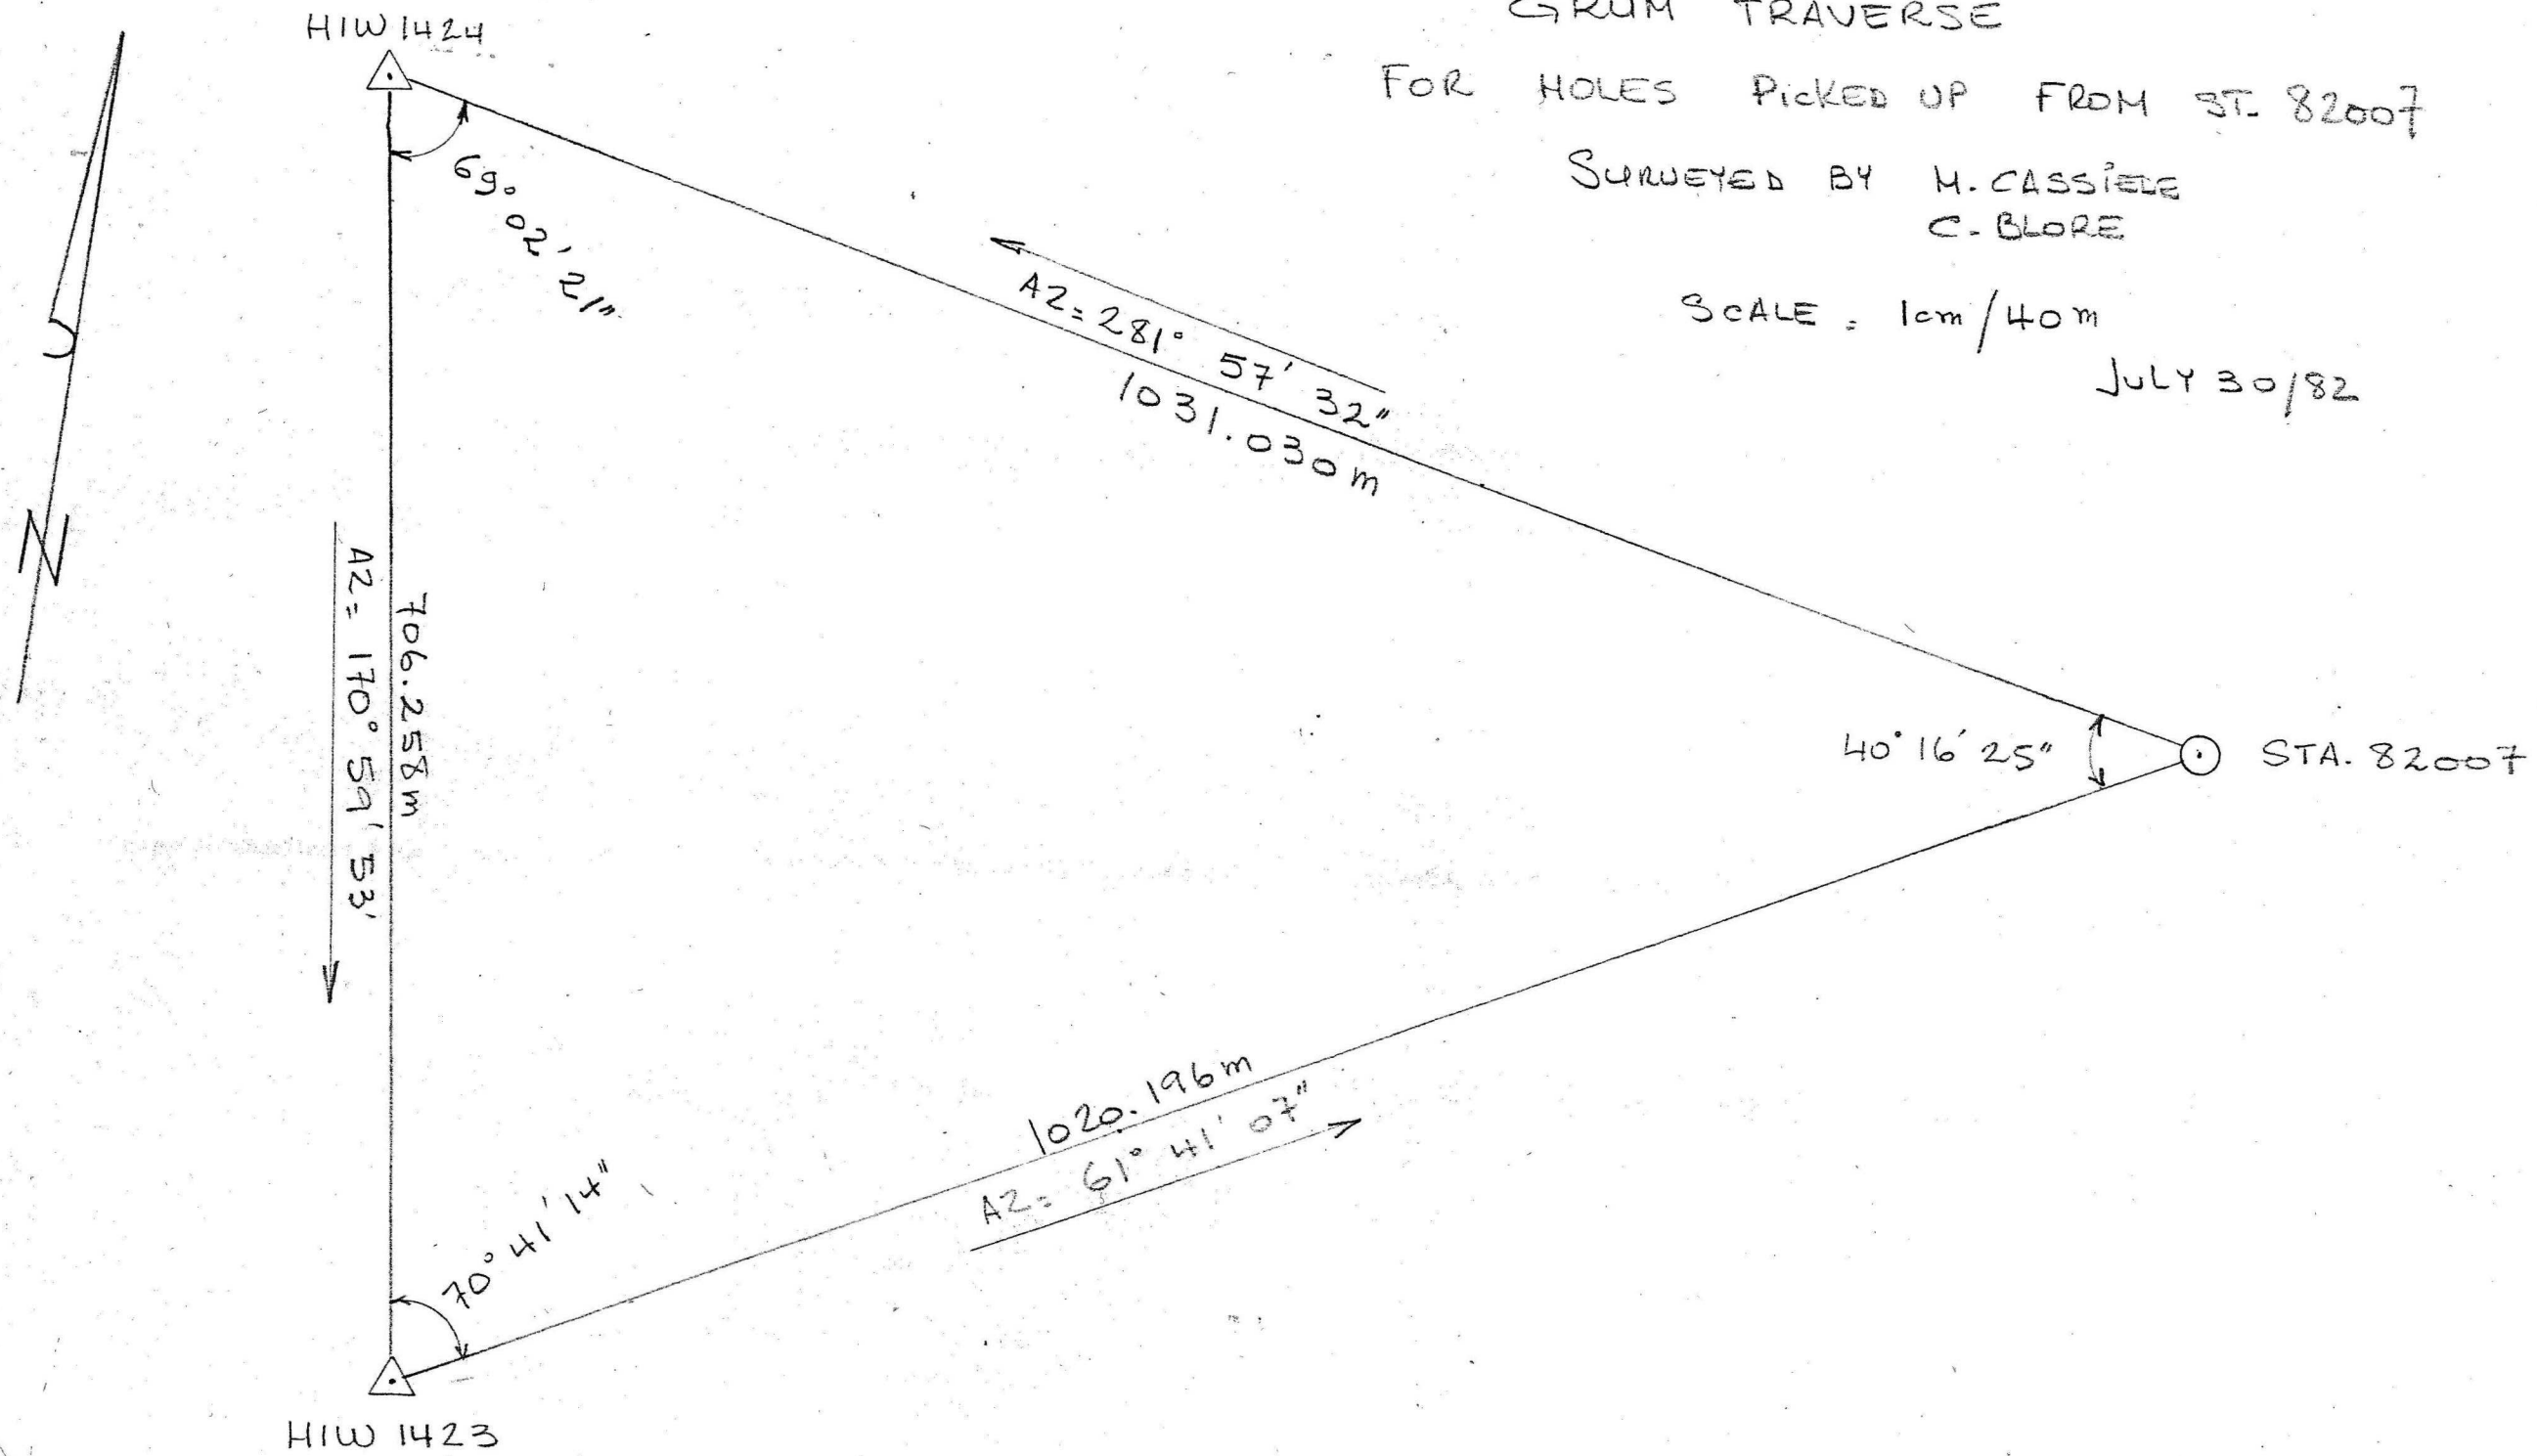 GRUM TRAVERSE
FOR HOLES PICKED UP FROM ST. 82007
SURVEYED BY M. CASSIELE
C. BLORE
SCALE = 1cm/40m
JULY 30/82
HIW 1424
69° 02' 21"
AZ = 281° 57' 32"
1031.030 m
N
706.258m
AZ = 170° 59' 53'
40° 16' 25"
STA. 82007
1020.196m
AZ = 61° 41' 07"
70° 41' 14"
HIW 1423